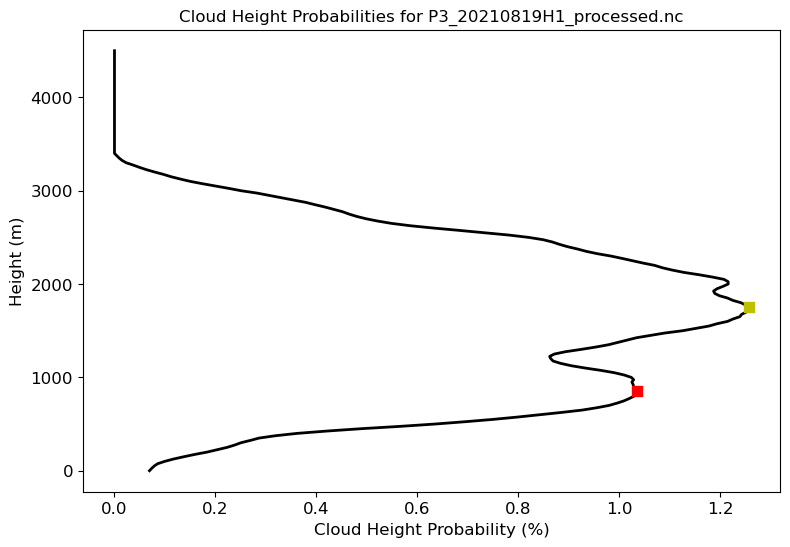 Cloud Height Probabilities for P3_20210819H1_processed.nc
Height (m)
4000
3000
2000
1000
0
0.0 0.2 0.4 0.6 0.8 1.0 1.2
Cloud Height Probability (%)